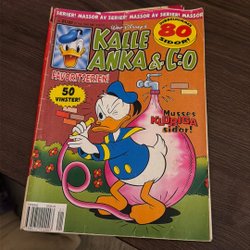 SERIER! MASSOR AV SERIER! MASSOR AV SERIER! MASSOR
80
SIDOR!
Walt Disney's
KALLE
ANKA & C:O
FAVORITSERIEN!
50
VINSTER!
Musses
KLURIGA
sidor!